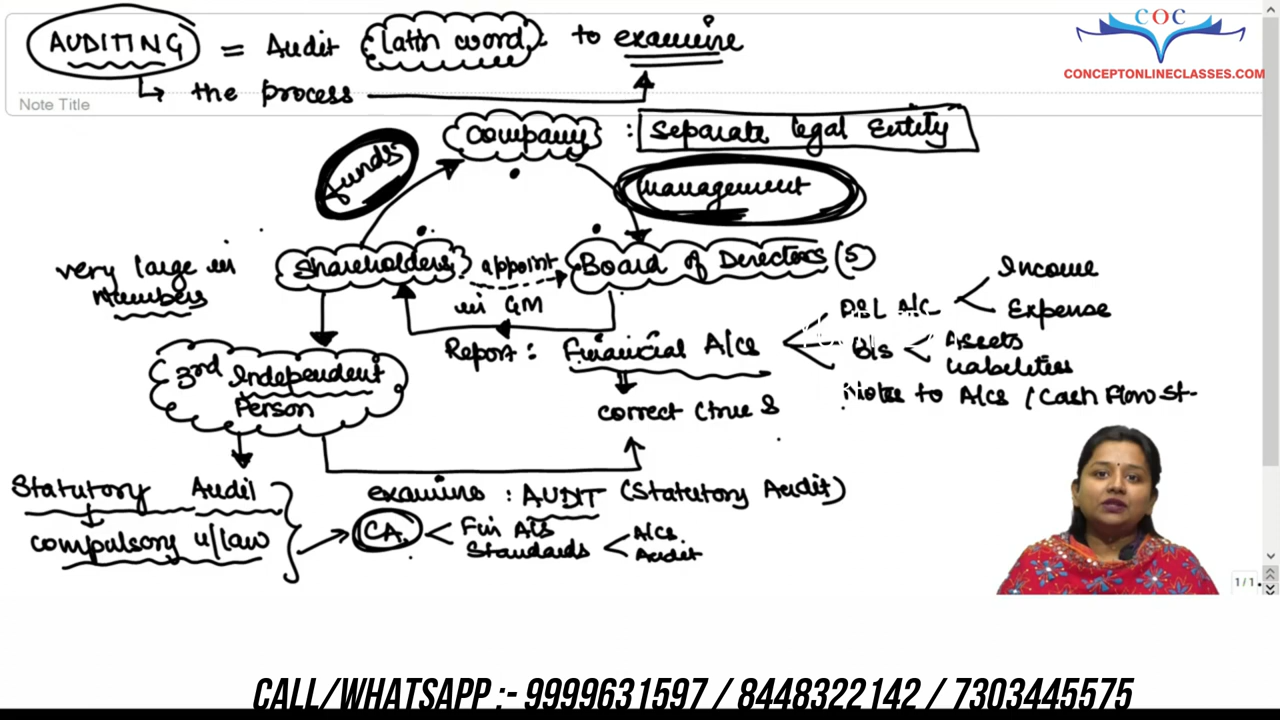 AUDITING = Audit (latin word) to examine
COC
CONCEPTONLINECLASSES.COM
the process
Note Title
Company : Separate legal Entity
funds
management
very large in numbers
Shareholders appoint in GM Board of Directors (5)
Income
Expense
P&L A/c
Report : Financial A/cs
B/S
Assets
Liabilities
3rd Independent Person
correct (true &
Notes to A/cs / Cash Flow St.
Statutory Audit
examine : AUDIT (Statutory Audit)
compulsory u/law
CA
Fin A/cs
Standards
A/cs
Audit
1/1
CALL/WHATSAPP :- 9999631597 / 8448322142 / 7303445575